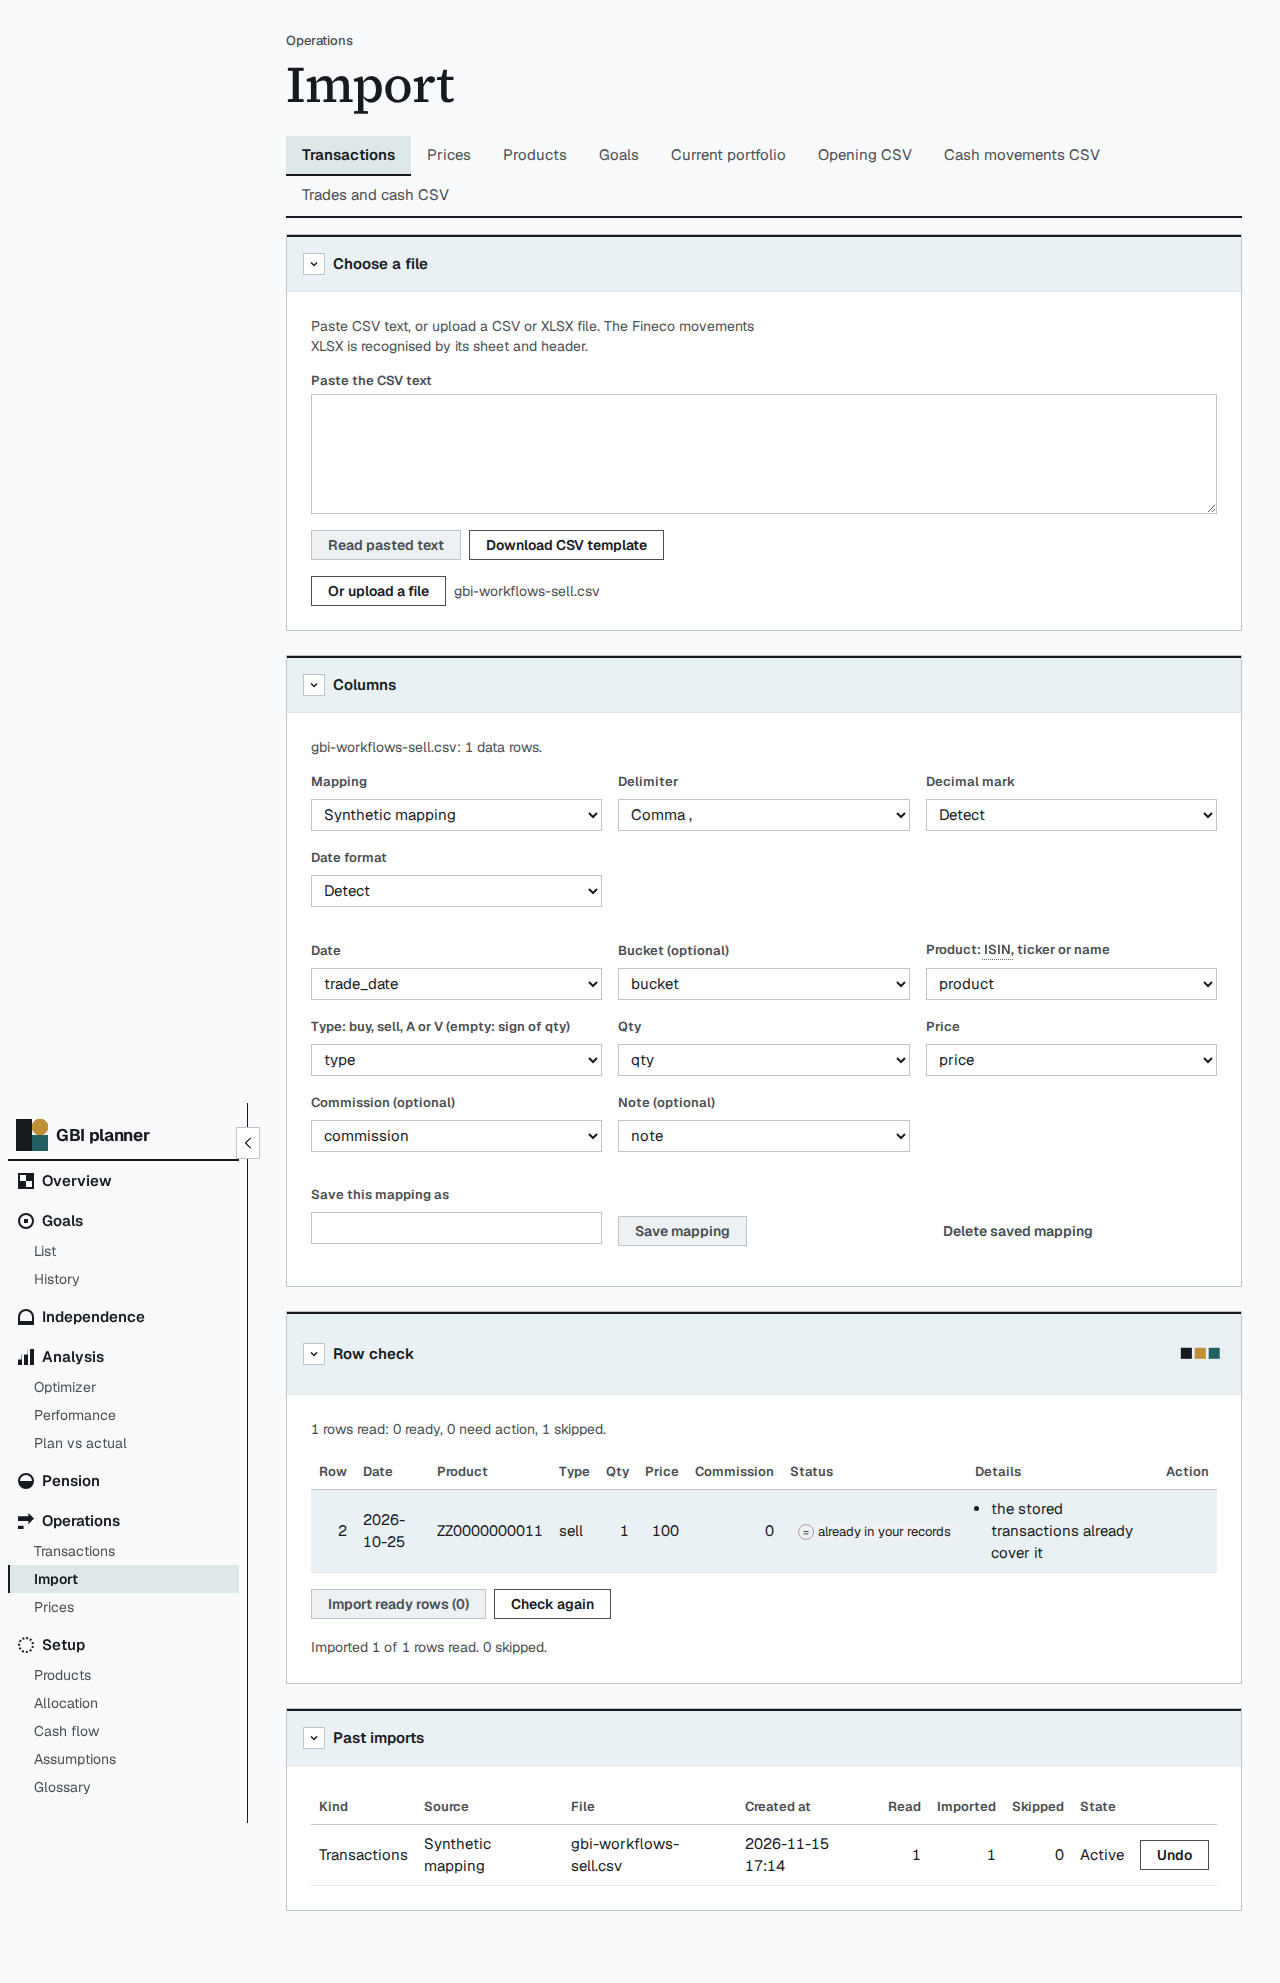 Operations
Import
Transactions Prices Products Goals Current portfolio Opening CSV Cash movements CSV
Trades and cash CSV
Choose a file
Paste CSV text, or upload a CSV or XLSX file. The Fineco movements
XLSX is recognised by its sheet and header.
Paste the CSV text
Read pasted text Download CSV template
Or upload a file gbi-workflows-sell.csv
Columns
gbi-workflows-sell.csv: 1 data rows.
Mapping Delimiter Decimal mark
Synthetic mapping Comma , Detect
Date format
Detect
Date Bucket (optional) Product: ISIN, ticker or name
trade_date bucket product
Type: buy, sell, A or V (empty: sign of qty) Qty Price
type qty price
Commission (optional) Note (optional)
commission note
Save this mapping as
Save mapping Delete saved mapping
Row check
1 rows read: 0 ready, 0 need action, 1 skipped.
Row Date Product Type Qty Price Commission Status Details Action
2 2026-10-25 ZZ0000000011 sell 1 100 0 = already in your records • the stored
transactions already
cover it
Import ready rows (0) Check again
Imported 1 of 1 rows read. 0 skipped.
Past imports
Kind Source File Created at Read Imported Skipped State
Transactions Synthetic mapping gbi-workflows-sell.csv 2026-11-15 17:14 1 1 0 Active Undo
GBI planner
Overview
Goals
List
History
Independence
Analysis
Optimizer
Performance
Plan vs actual
Pension
Operations
Transactions
Import
Prices
Setup
Products
Allocation
Cash flow
Assumptions
Glossary